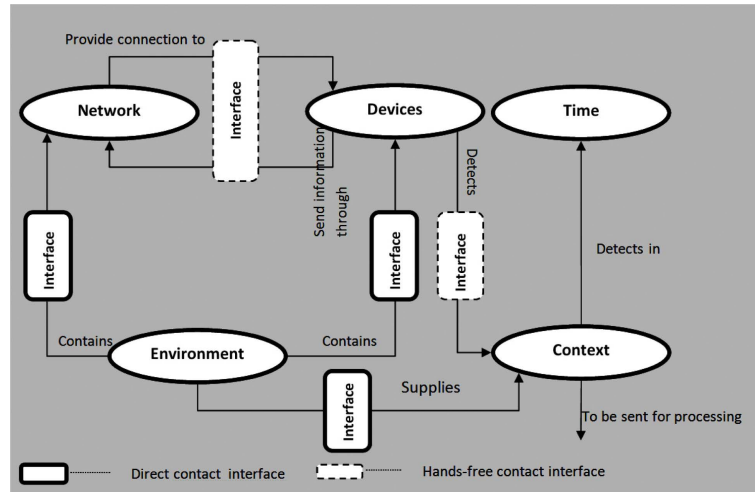 Provide connection to
Interface
Network
Devices
Time
Send information
through
Detects
Interface
Interface
Interface
Detects in
Contains
Environment
Contains
Context
Supplies
Interface
To be sent for processing
Direct contact interface
Hands-free contact interface